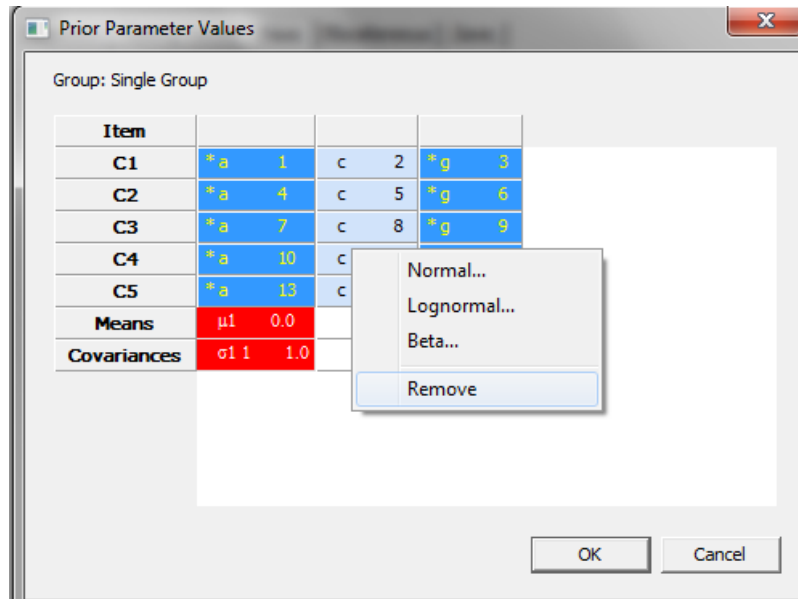 Prior Parameter Values
Group: Single Group
Item
C1 *a 1 c 2 *g 3
C2 *a 4 c 5 *g 6
C3 *a 7 c 8 *g 9
C4 *a 10 c
C5 *a 13 c
Means μ1 0.0
Covariances σ1 1 1.0
Normal...
Lognormal...
Beta...
Remove
OK Cancel